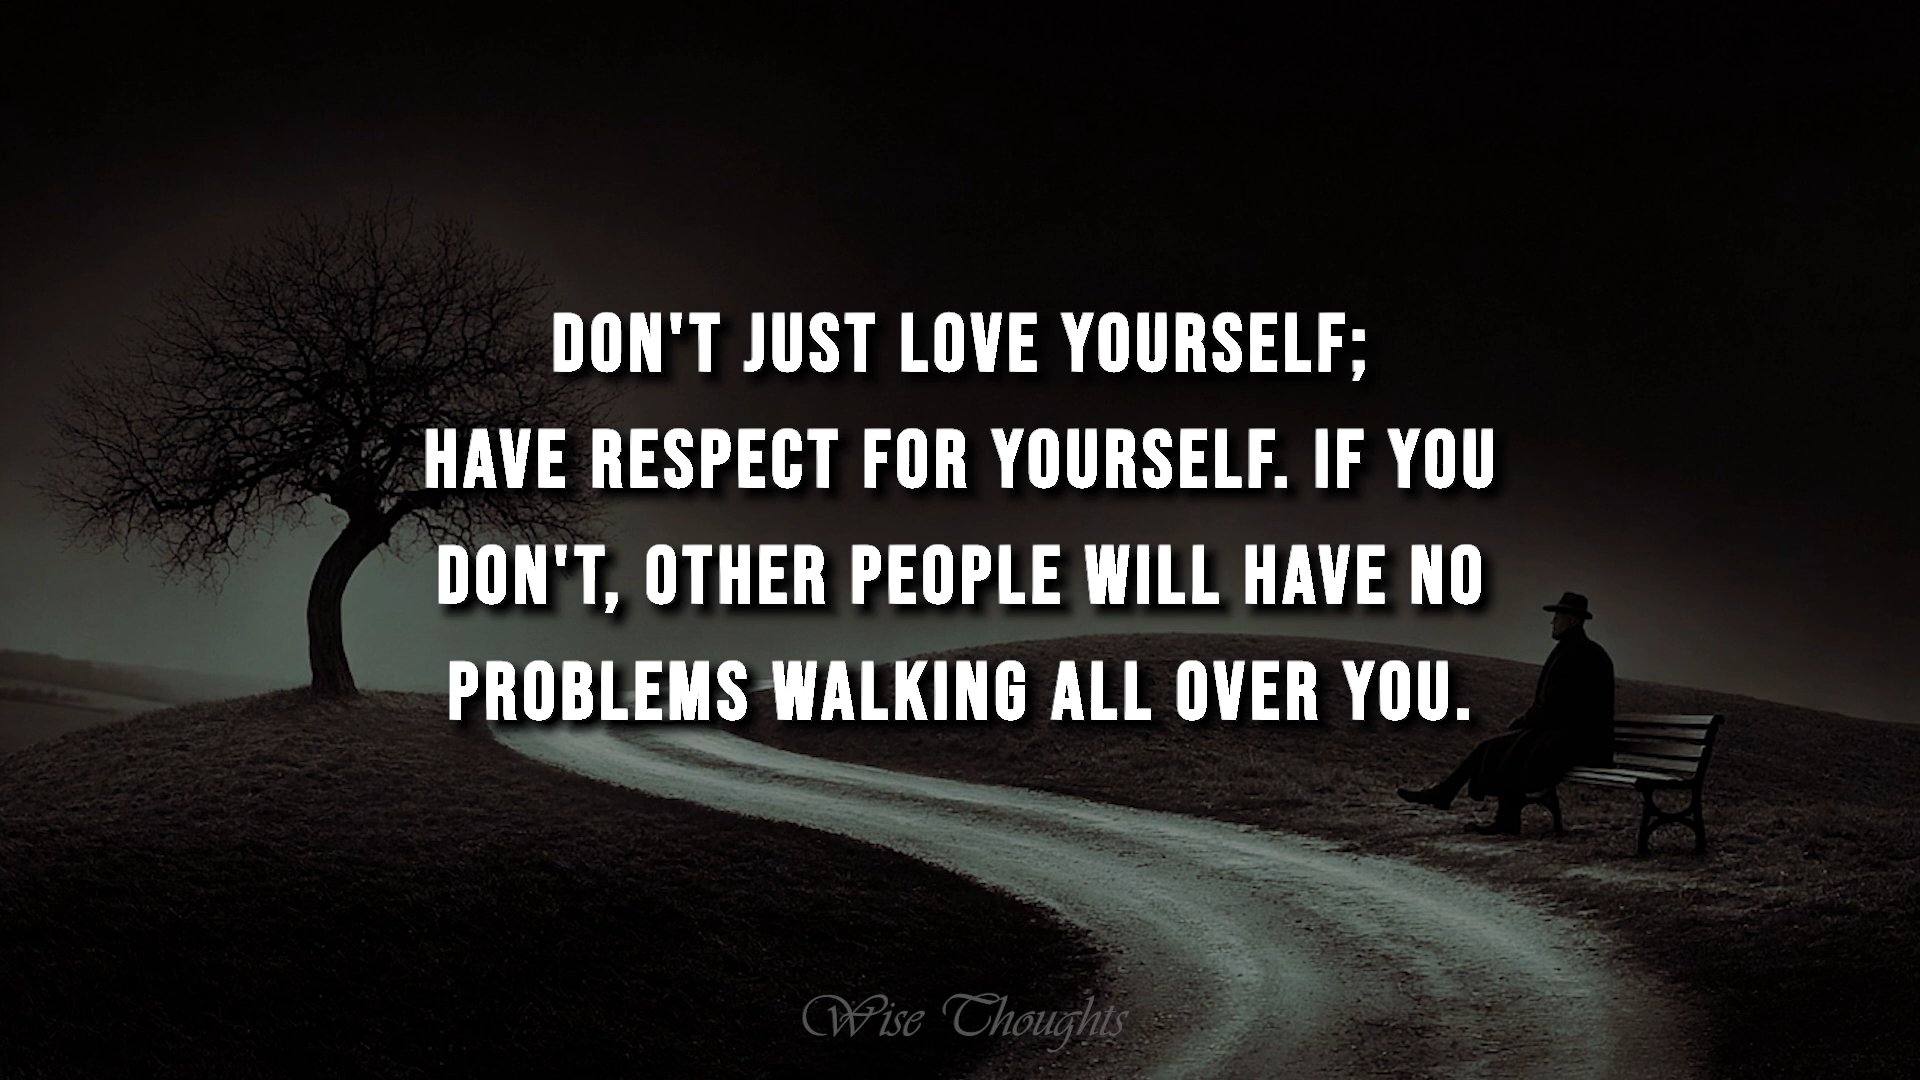 DON'T JUST LOVE YOURSELF;
HAVE RESPECT FOR YOURSELF. IF YOU
DON'T, OTHER PEOPLE WILL HAVE NO
PROBLEMS WALKING ALL OVER YOU.
Wise Thoughts